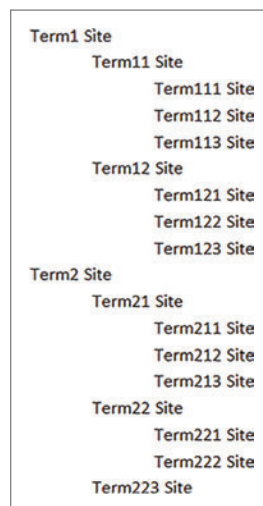 Term1 Site
Term11 Site
Term111 Site
Term112 Site
Term113 Site
Term12 Site
Term121 Site
Term122 Site
Term123 Site
Term2 Site
Term21 Site
Term211 Site
Term212 Site
Term213 Site
Term22 Site
Term221 Site
Term222 Site
Term223 Site